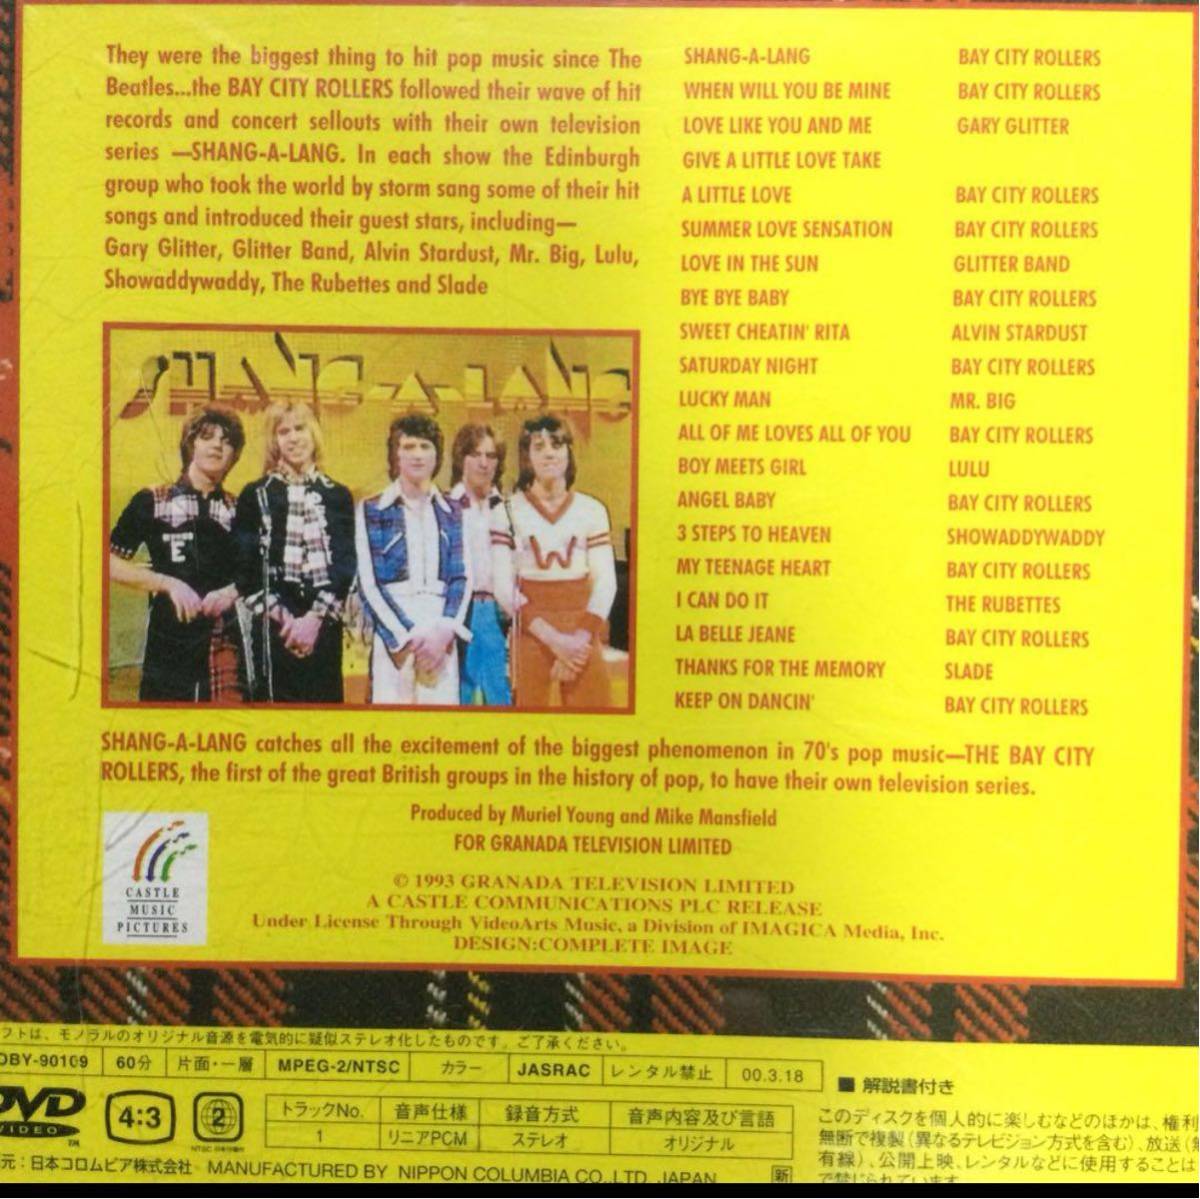 They were the biggest thing to hit pop music since The
Beatles...the BAY CITY ROLLERS followed their wave of hit
records and concert sellouts with their own television
series —SHANG-A-LANG. In each show the Edinburgh
group who took the world by storm sang some of their hit
songs and introduced their guest stars, including—
Gary Glitter, Glitter Band, Alvin Stardust, Mr. Big, Lulu,
Showaddywaddy, The Rubettes and Slade
SHANG-A-LANG BAY CITY ROLLERS
WHEN WILL YOU BE MINE BAY CITY ROLLERS
LOVE LIKE YOU AND ME GARY GLITTER
GIVE A LITTLE LOVE TAKE
A LITTLE LOVE BAY CITY ROLLERS
SUMMER LOVE SENSATION BAY CITY ROLLERS
LOVE IN THE SUN GLITTER BAND
BYE BYE BABY BAY CITY ROLLERS
SWEET CHEATIN' RITA ALVIN STARDUST
SATURDAY NIGHT BAY CITY ROLLERS
LUCKY MAN MR. BIG
ALL OF ME LOVES ALL OF YOU BAY CITY ROLLERS
BOY MEETS GIRL LULU
ANGEL BABY BAY CITY ROLLERS
3 STEPS TO HEAVEN SHOWADDYWADDY
MY TEENAGE HEART BAY CITY ROLLERS
I CAN DO IT THE RUBETTES
LA BELLE JEANE BAY CITY ROLLERS
THANKS FOR THE MEMORY SLADE
KEEP ON DANCIN' BAY CITY ROLLERS
SHANG-A-LANG
E
W
SHANG-A-LANG catches all the excitement of the biggest phenomenon in 70's pop music—THE BAY CITY
ROLLERS, the first of the great British groups in the history of pop, to have their own television series.
Produced by Muriel Young and Mike Mansfield
FOR GRANADA TELEVISION LIMITED
© 1993 GRANADA TELEVISION LIMITED
A CASTLE COMMUNICATIONS PLC RELEASE
Under License Through VideoArts Music, a Division of IMAGICA Media, Inc.
DESIGN:COMPLETE IMAGE
CASTLE
MUSIC
PICTURES
フトは、モノラルのオリジナル音源を電気的に疑似ステレオ化したものです。ご了承ください。
OBY-90109 60分 片面・一層 MPEG-2/NTSC カラー JASRAC レンタル禁止 00.3.18
■ 解説書付き
DVD
VIDEO
TM
4:3
2
トラックNo. 音声仕様 録音方式 音声内容及び言語
1 リニアPCM ステレオ オリジナル
このディスクを個人的に楽しむなどのほかは、権利
無断で複製(異なるテレビジョン方式を含む)、放送(無
有線)、公開上映、レンタルなどに使用することは
で禁じられています。
元:日本コロムビア株式会社 MANUFACTURED BY NIPPON COLUMBIA CO.,LTD. JAPAN
新